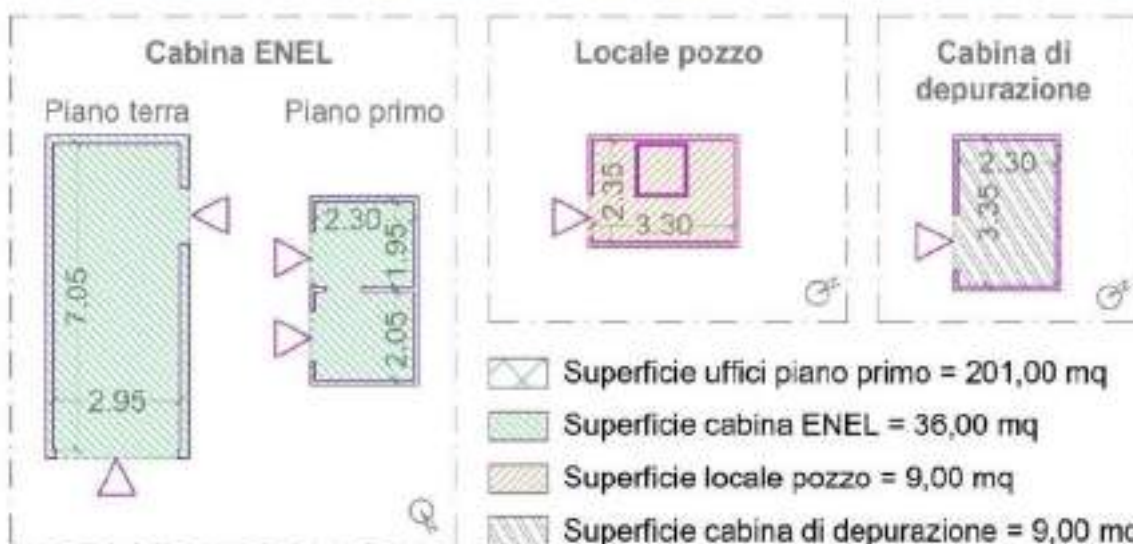 Cabina ENEL
Piano terra
Piano primo
7.05
2.95
2.30
1.95
2.05
Locale pozzo
2.35
3.30
Cabina di
depurazione
2.30
3.35
Superficie uffici piano primo = 201,00 mq
Superficie cabina ENEL = 36,00 mq
Superficie locale pozzo = 9,00 mq
Superficie cabina di depurazione = 9,00 mq